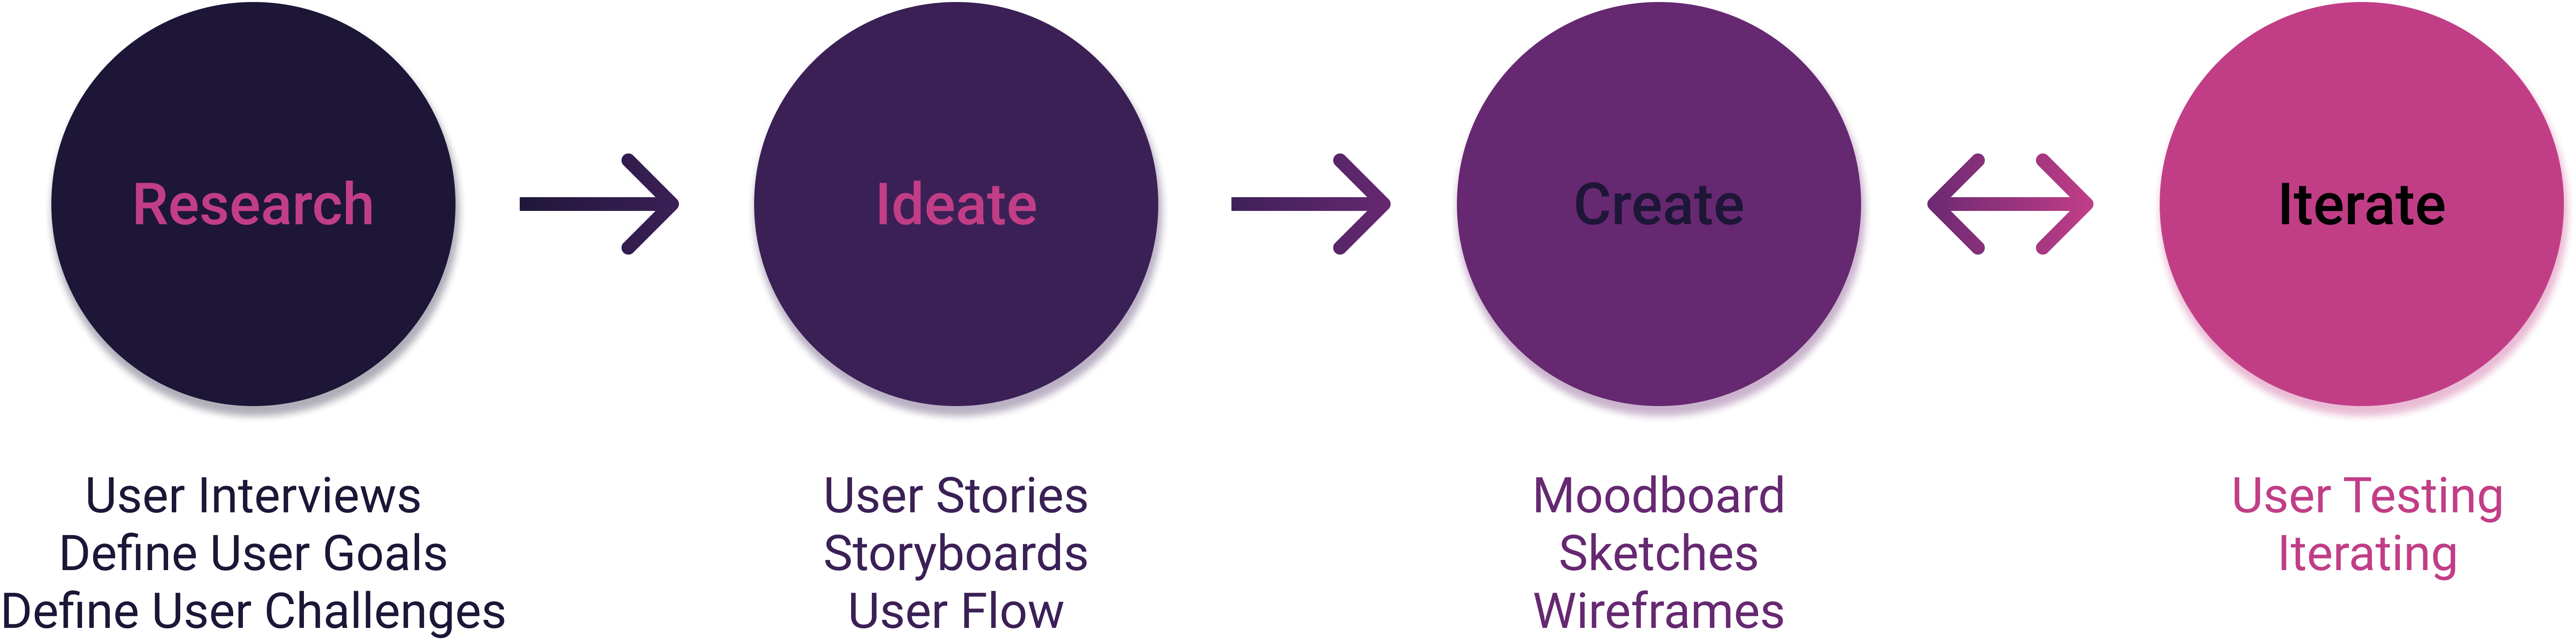 Research
Ideate
Create
Iterate
User Interviews
Define User Goals
Define User Challenges
User Stories
Storyboards
User Flow
Moodboard
Sketches
Wireframes
User Testing
Iterating